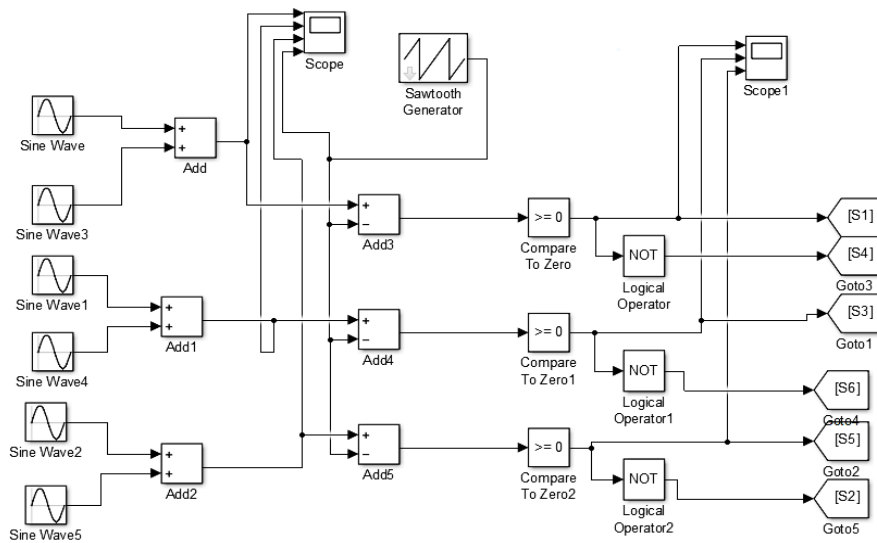 Scope
Sawtooth
Generator
Scope1
Sine Wave
+
+
Add
Sine Wave3
+
−
Add3
>= 0
Compare
To Zero
NOT
Logical
Operator
[S1]
[S4]
Goto3
Sine Wave1
+
+
Add1
Sine Wave4
+
−
Add4
>= 0
Compare
To Zero1
NOT
Logical
Operator1
[S3]
Goto1
[S6]
Goto4
Sine Wave2
+
+
Add2
Sine Wave5
+
−
Add5
>= 0
Compare
To Zero2
NOT
Logical
Operator2
[S5]
Goto2
[S2]
Goto5